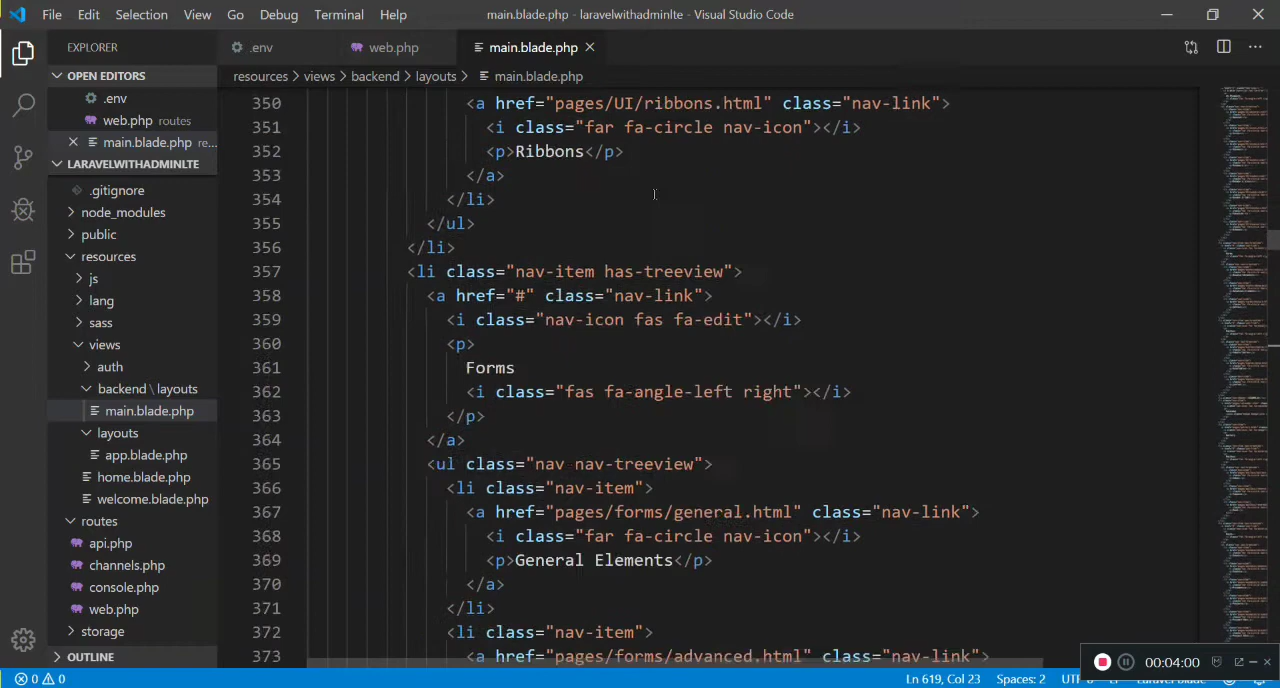 File Edit Selection View Go Debug Terminal Help main.blade.php - laravelwithadminlte - Visual Studio Code
EXPLORER
OPEN EDITORS
.env
web.php routes
main.blade.php re...
LARAVELWITHADMINLTE
.gitignore
node_modules
public
resources
js
lang
sass
views
auth
backend \ layouts
main.blade.php
layouts
app.blade.php
home.blade.php
welcome.blade.php
routes
api.php
channels.php
console.php
web.php
storage
OUTLINE
.env web.php main.blade.php
resources > views > backend > layouts > main.blade.php
350 <a href="pages/UI/ribbons.html" class="nav-link">
351 <i class="far fa-circle nav-icon"></i>
352 <p>Ribbons</p>
353 </a>
354 </li>
355 </ul>
356 </li>
357 <li class="nav-item has-treeview">
358 <a href="#" class="nav-link">
359 <i class="nav-icon fas fa-edit"></i>
360 <p>
361 Forms
362 <i class="fas fa-angle-left right"></i>
363 </p>
364 </a>
365 <ul class="nav nav-treeview">
366 <li class="nav-item">
367 <a href="pages/forms/general.html" class="nav-link">
368 <i class="far fa-circle nav-icon"></i>
369 <p>General Elements</p>
370 </a>
371 </li>
372 <li class="nav-item">
373 <a href="pages/forms/advanced.html" class="nav-link">
00:04:00
0 0 Ln 619, Col 23 Spaces: 2